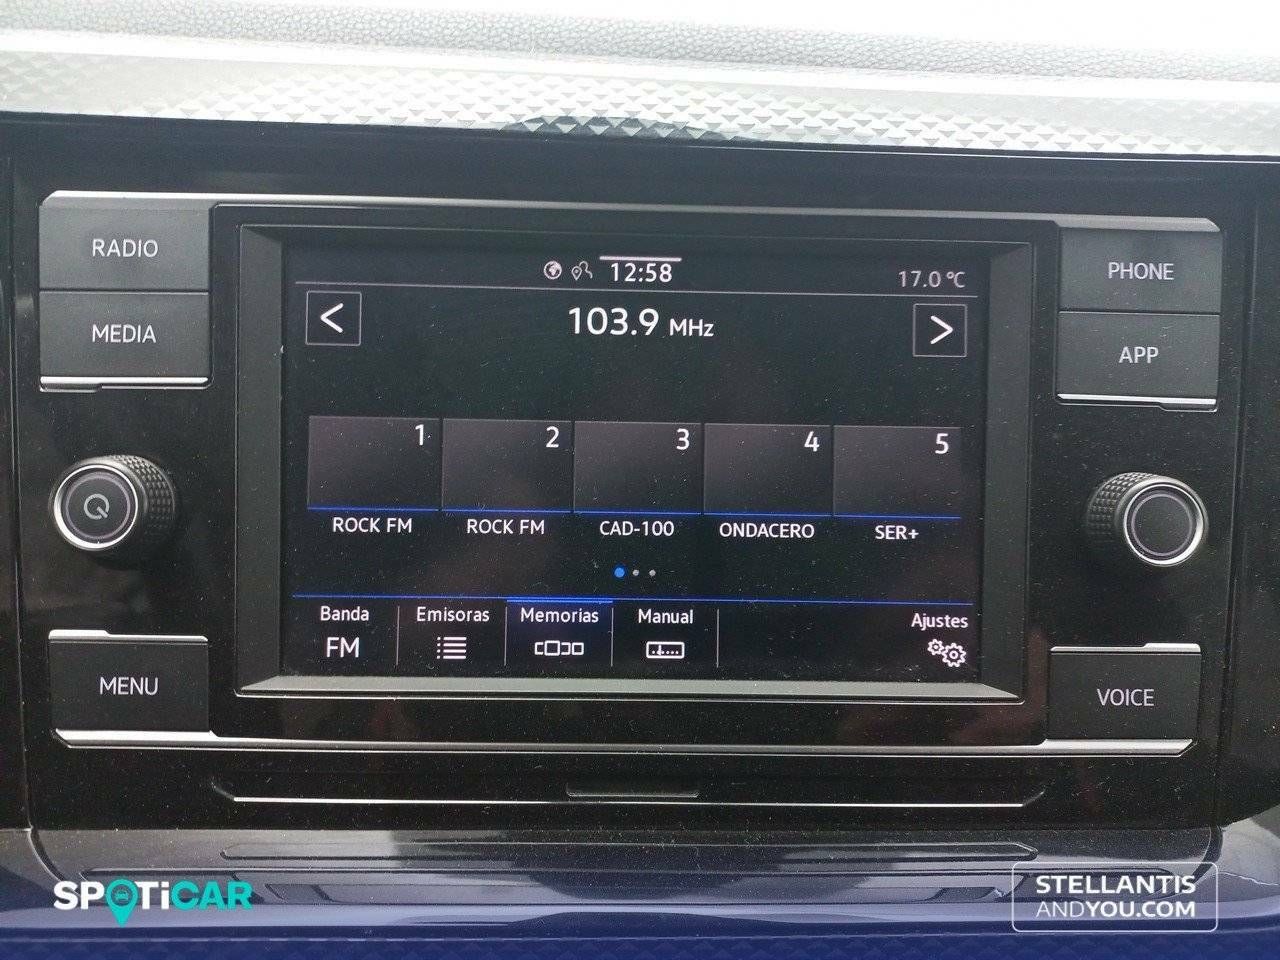 RADIO
MEDIA
MENU
PHONE
APP
VOICE
12:58
17.0 °C
<
103.9 MHz
>
1 2 3 4 5
ROCK FM ROCK FM CAD-100 ONDACERO SER+
Banda Emisoras Memorias Manual Ajustes
FM
SPOTiCAR
STELLANTIS
ANDYOU.COM